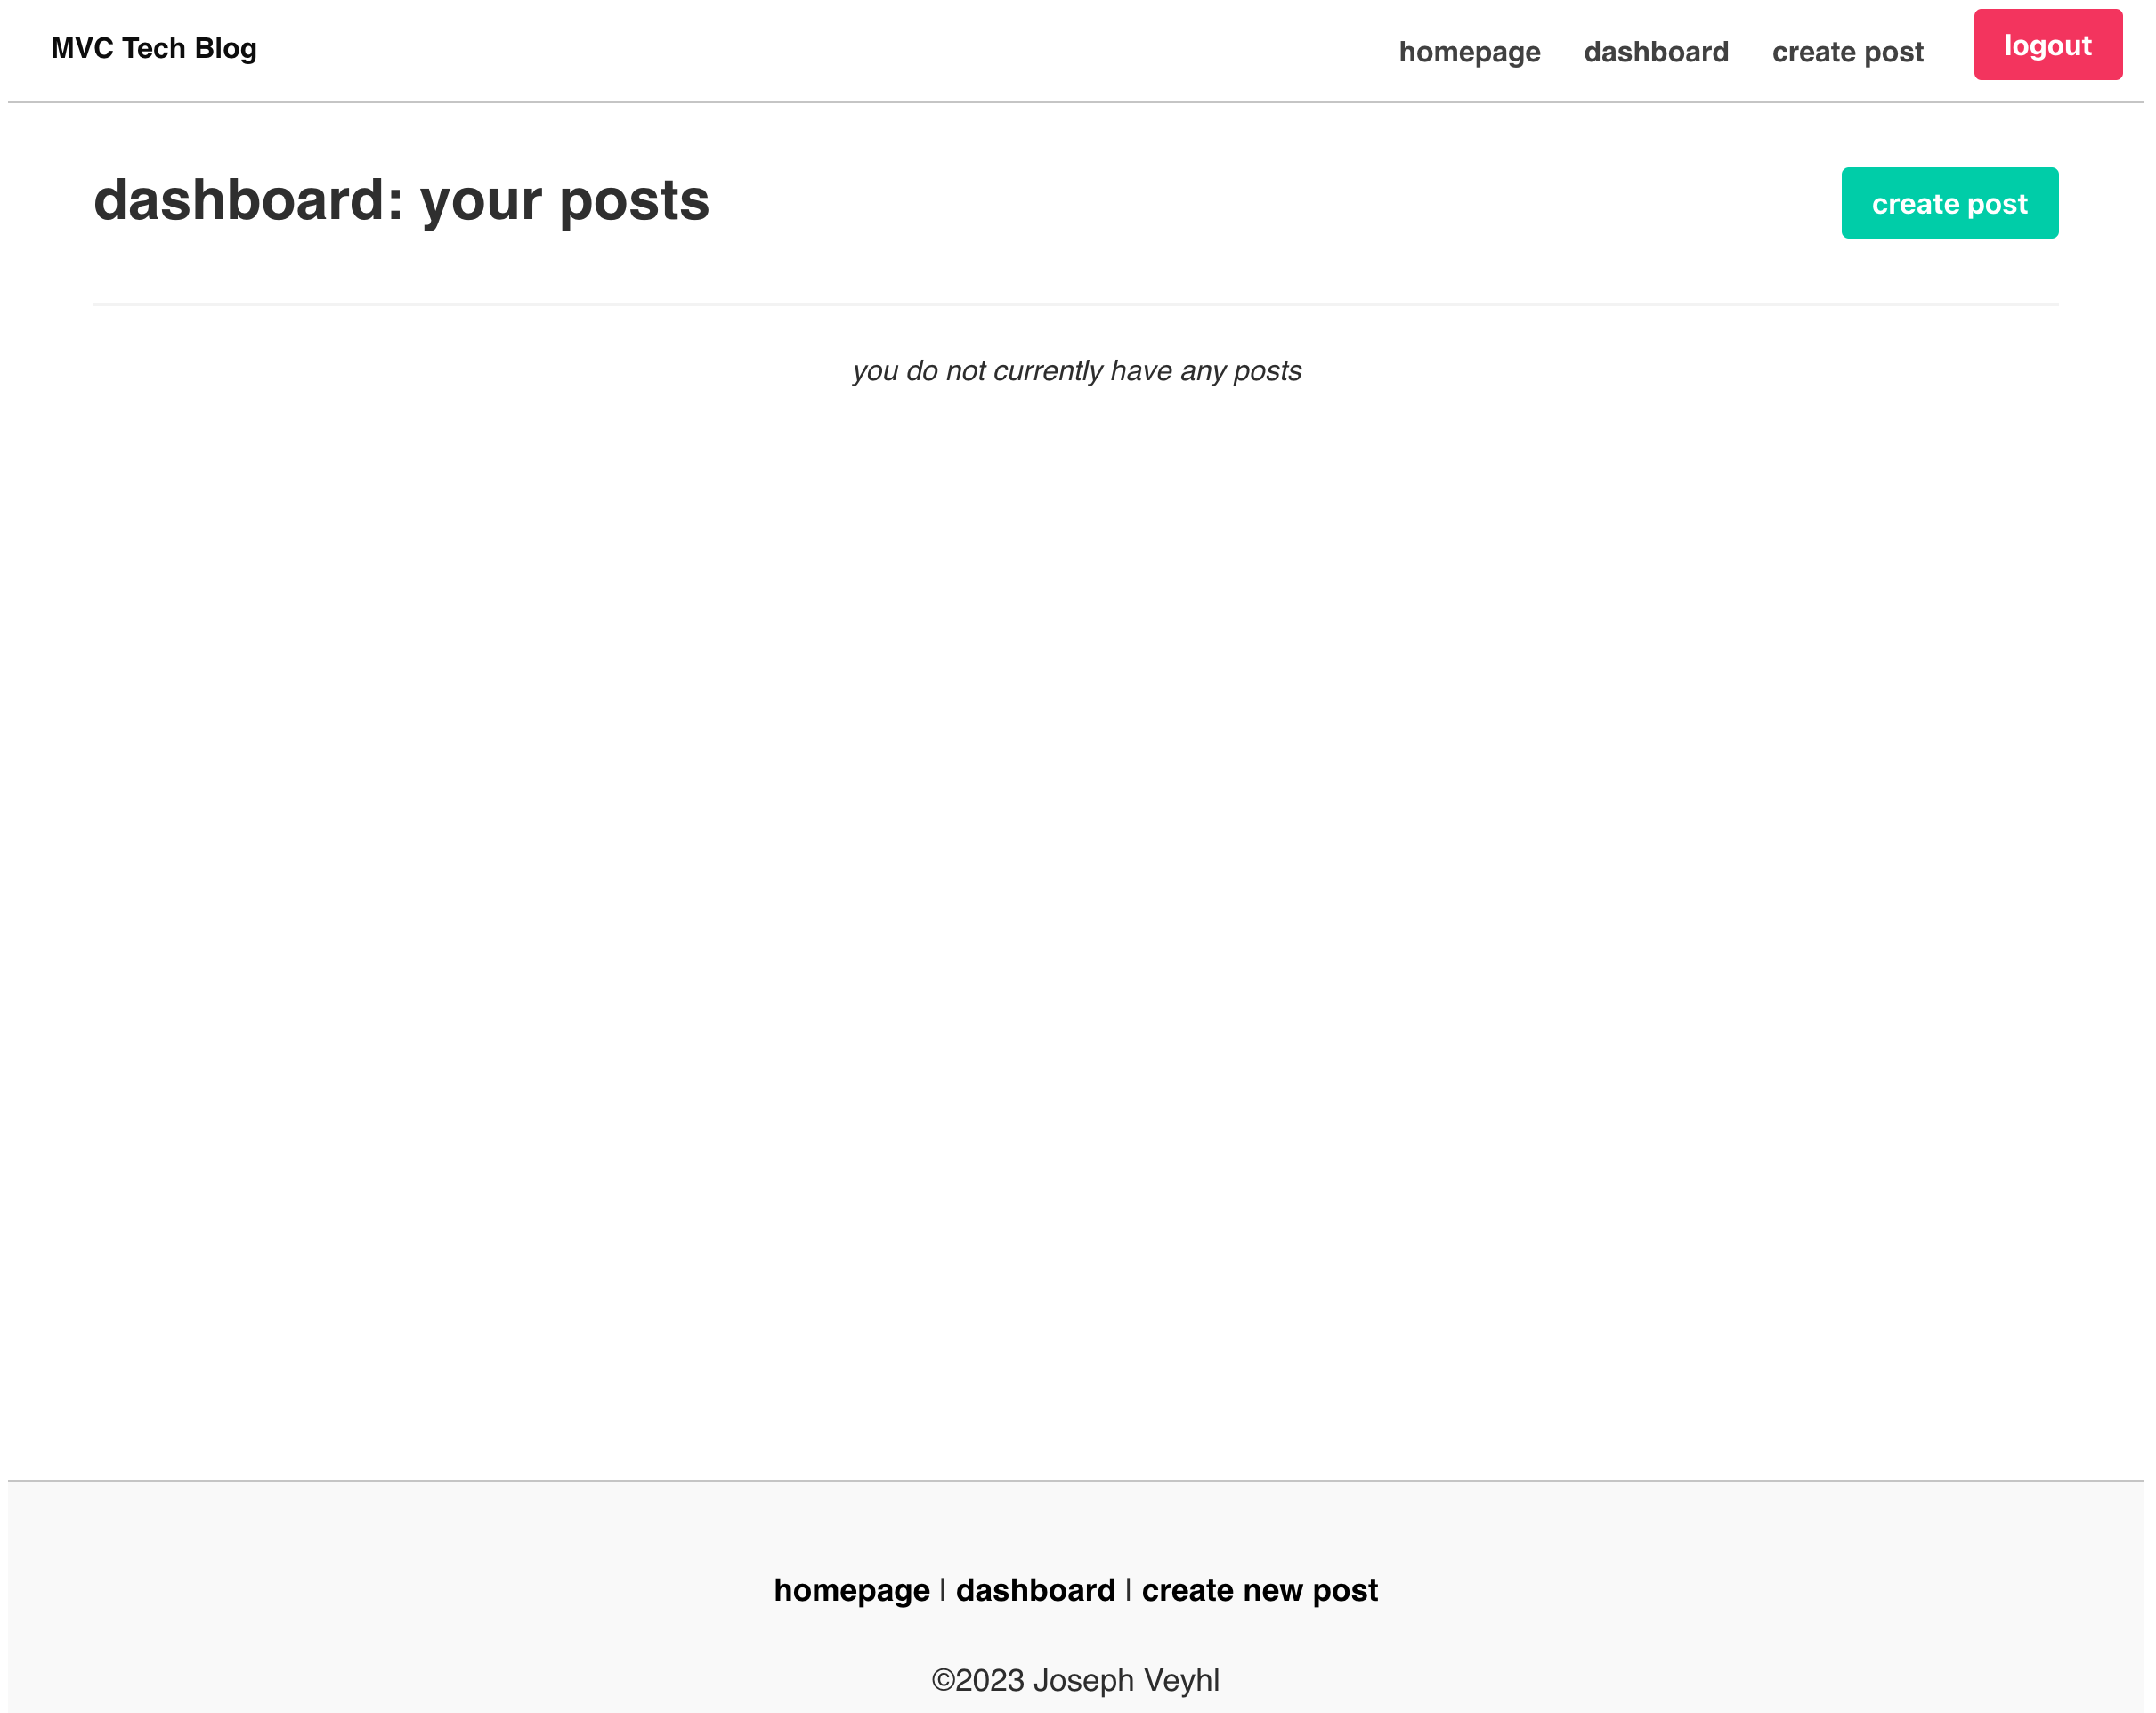 MVC Tech Blog
homepage dashboard create post logout
dashboard: your posts
create post
you do not currently have any posts
homepage | dashboard | create new post
©2023 Joseph Veyhl